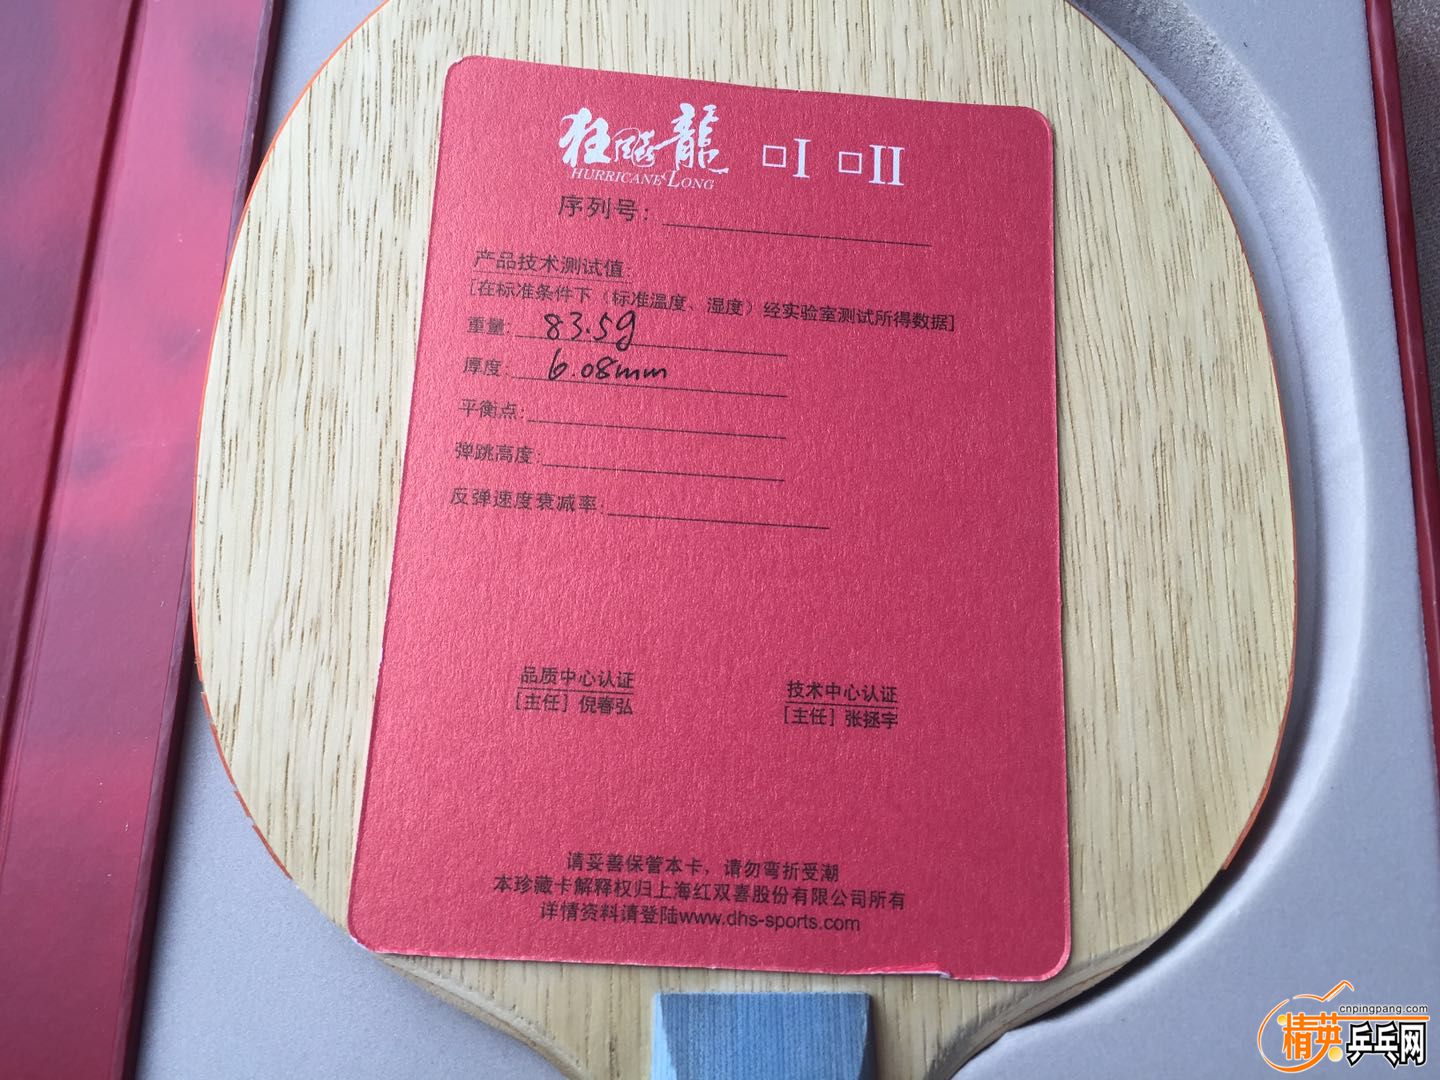 狂飚龍 □I □II
HURRICANE LONG
序列号：
产品技术测试值:
[在标准条件下（标准温度、湿度）经实验室测试所得数据]
重量: 83.5g
厚度: 6.08mm
平衡点:
弹跳高度:
反弹速度衰减率:
品质中心认证 技术中心认证
[主任] 倪春弘 [主任] 张拯宇
请妥善保管本卡，请勿弯折受潮
本珍藏卡解释权归上海红双喜股份有限公司所有
详情资料请登陆www.dhs-sports.com
cnpingpang.com
精英乒乓网